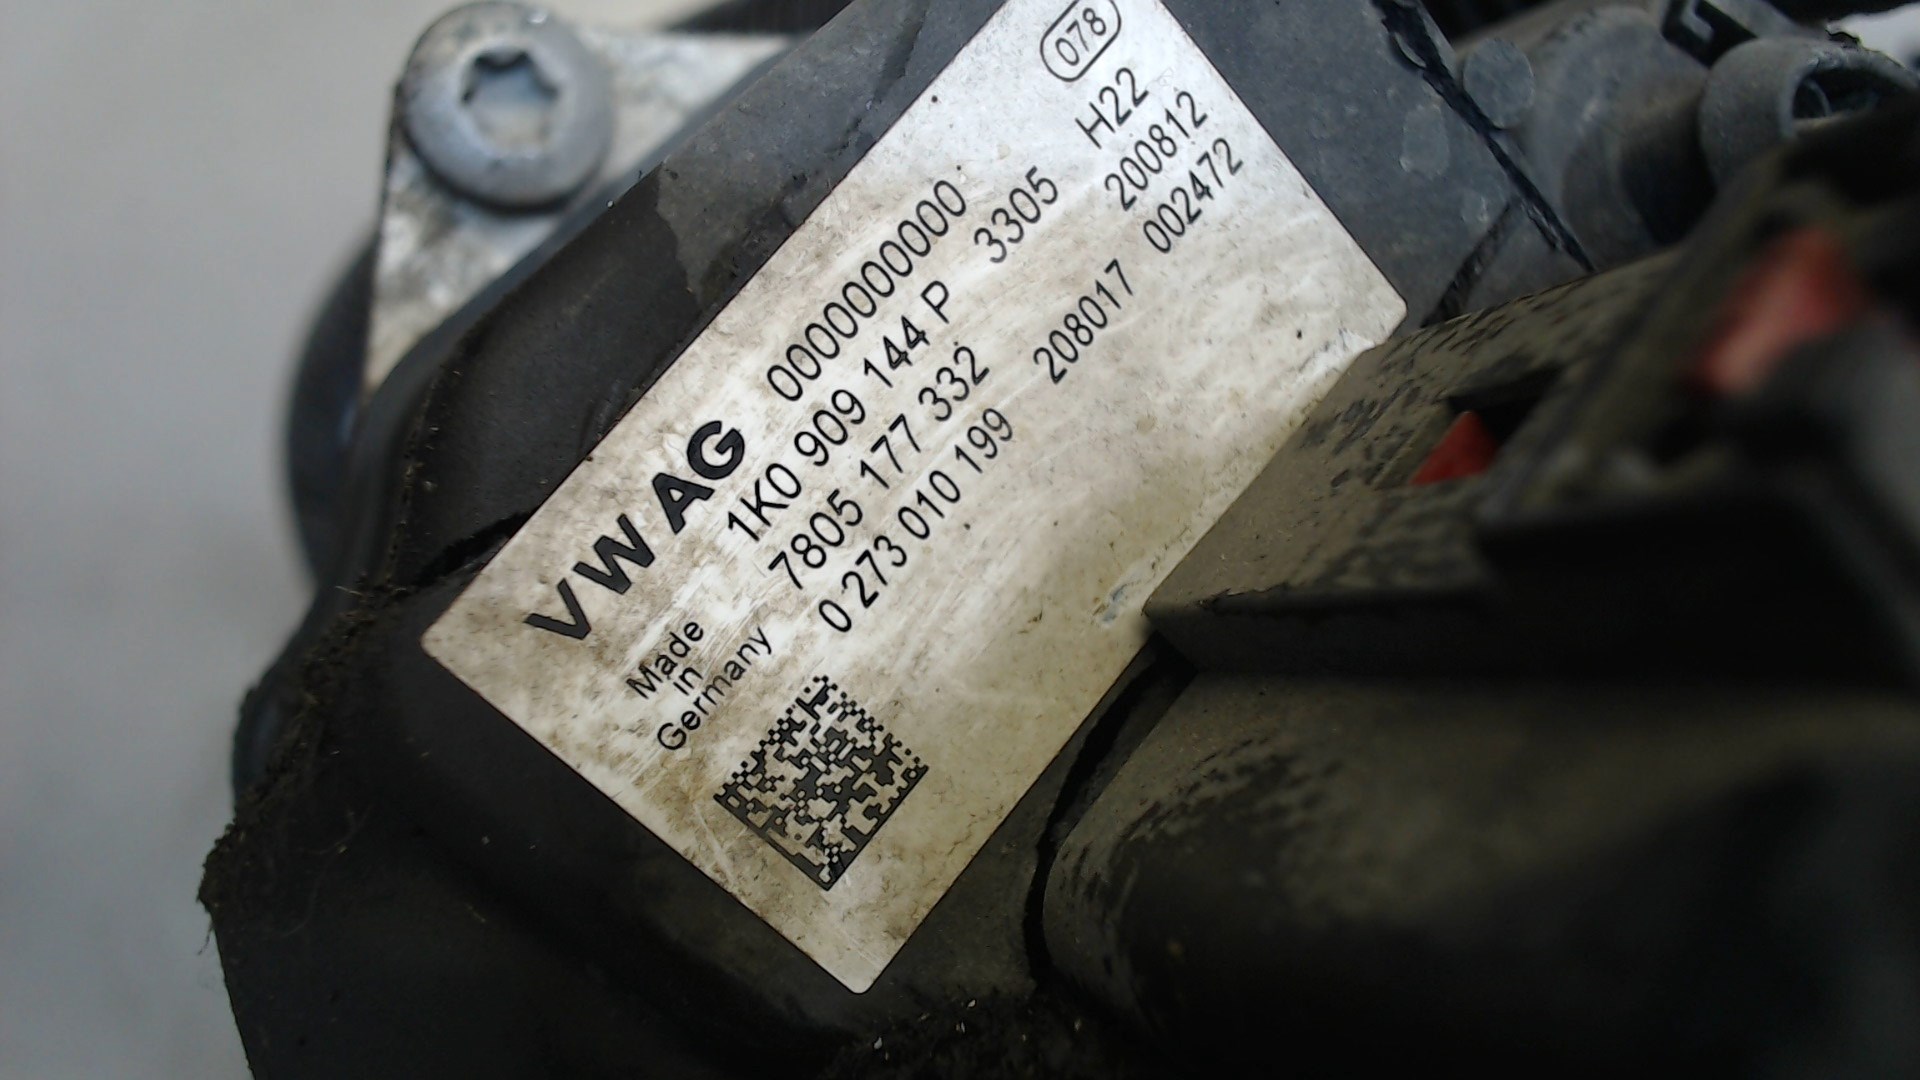 078
VW AG 0000000000 H22
1K0 909 144 P 3305 200812
7805 177 332 002472
0 273 010 199 208017
Made
in
Germany